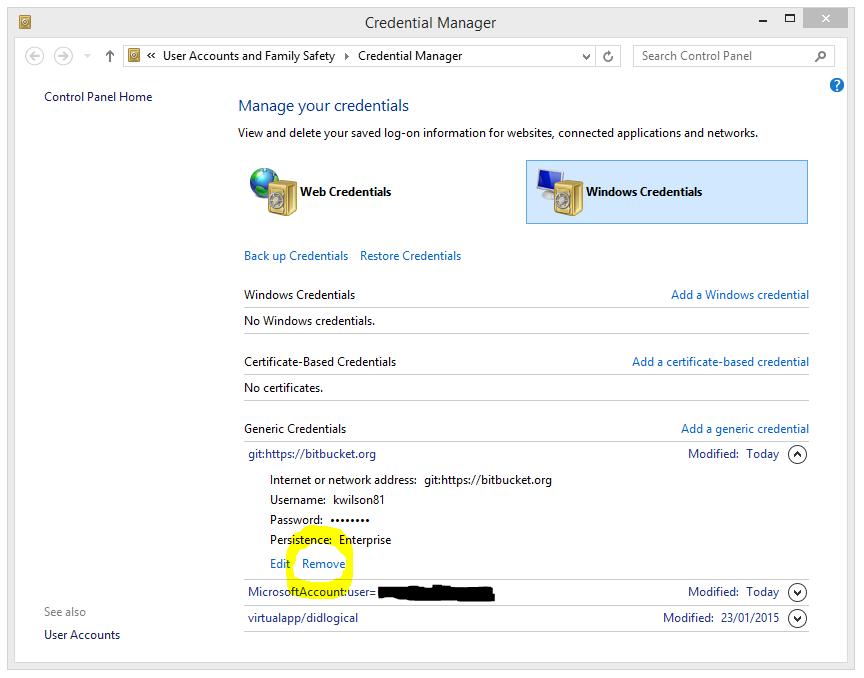 Credential Manager
« User Accounts and Family Safety Credential Manager
Search Control Panel
Control Panel Home
Manage your credentials
View and delete your saved log-on information for websites, connected applications and networks.
Web Credentials
Windows Credentials
Back up Credentials Restore Credentials
Windows Credentials Add a Windows credential
No Windows credentials.
Certificate-Based Credentials Add a certificate-based credential
No certificates.
Generic Credentials Add a generic credential
git:https://bitbucket.org Modified: Today
Internet or network address: git:https://bitbucket.org
Username: kwilson81
Password: ••••••••
Persistence: Enterprise
Edit Remove
MicrosoftAccount:user= Modified: Today
virtualapp/didlogical Modified: 23/01/2015
See also
User Accounts